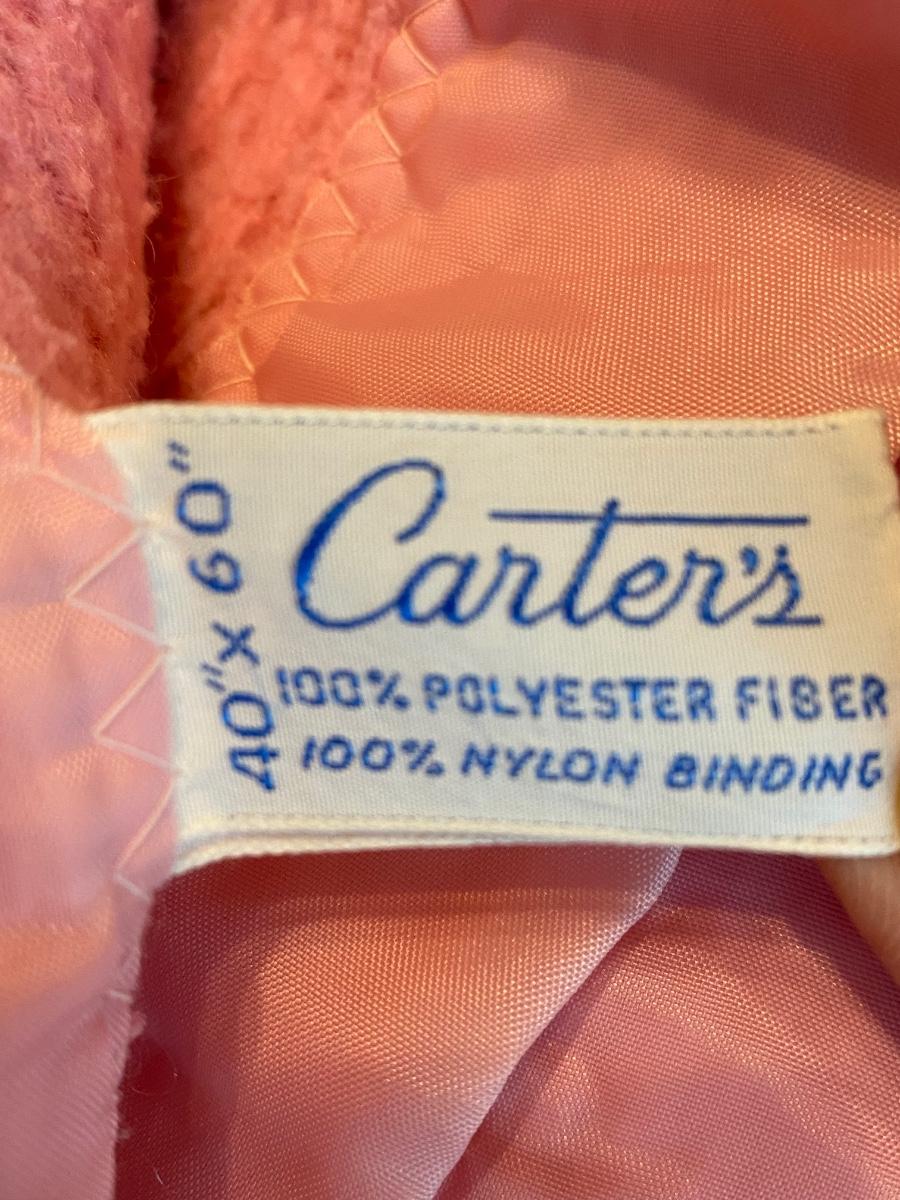 Carter's
100% POLYESTER FIBER
100% NYLON BINDING
40" x 60"